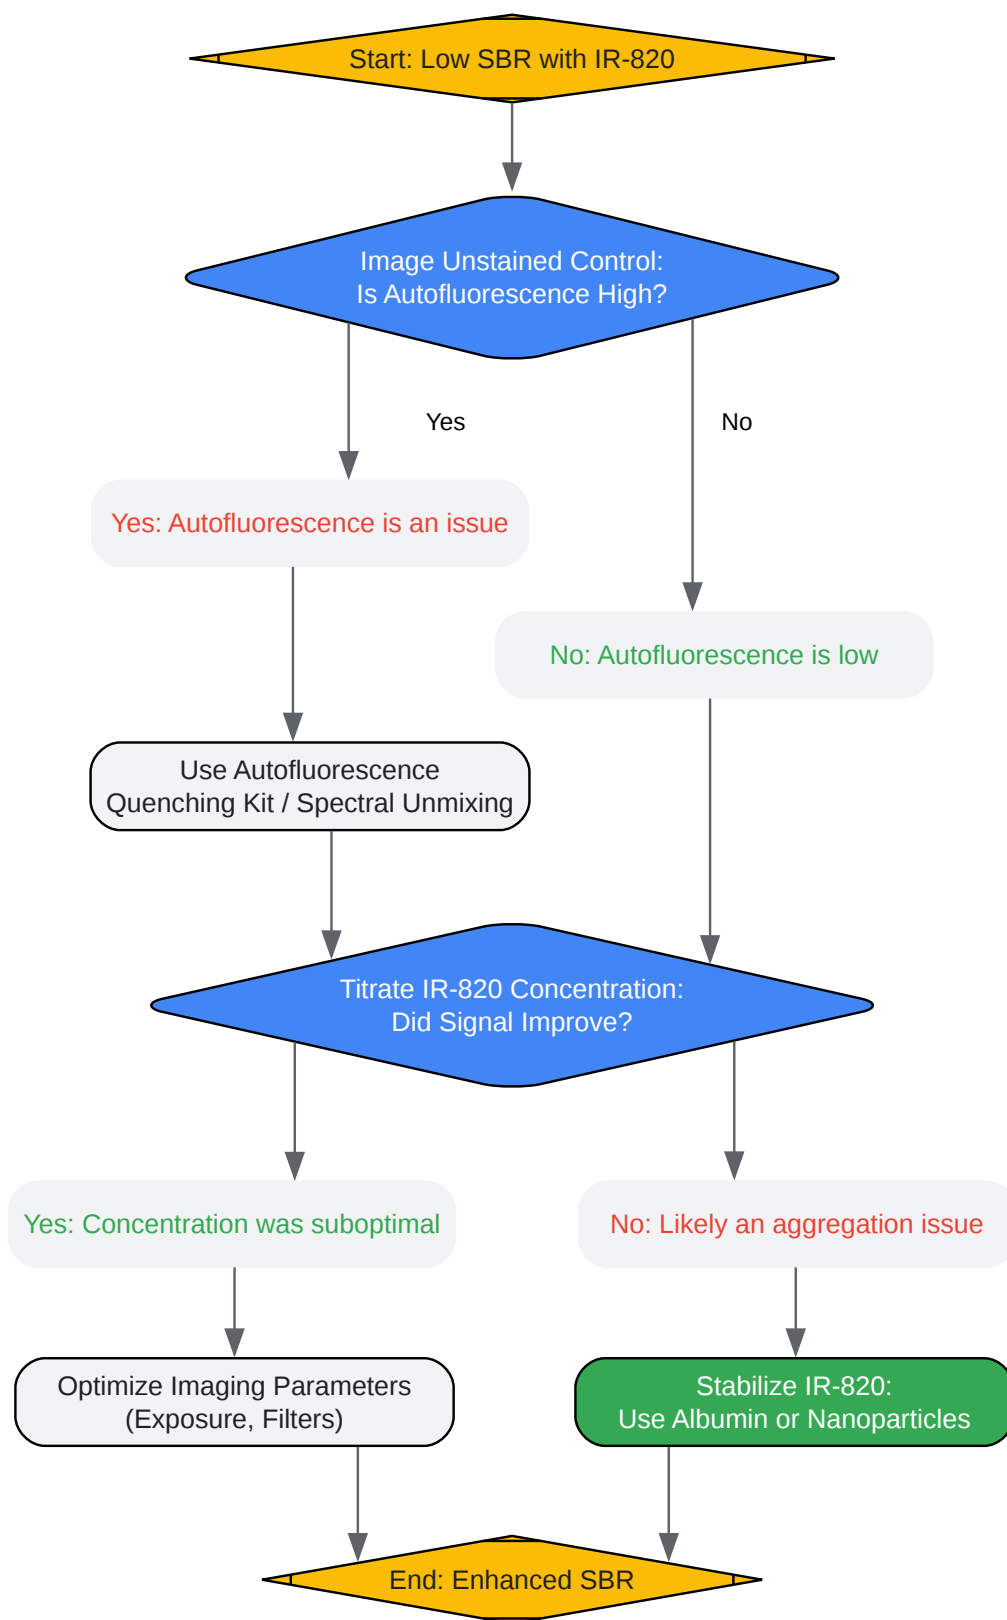 Start: Low SBR with IR-820
Image Unstained Control:
Is Autofluorescence High?
Yes
No
Yes: Autofluorescence is an issue
No: Autofluorescence is low
Use Autofluorescence
Quenching Kit / Spectral Unmixing
Titrate IR-820 Concentration:
Did Signal Improve?
Yes: Concentration was suboptimal
No: Likely an aggregation issue
Optimize Imaging Parameters
(Exposure, Filters)
Stabilize IR-820:
Use Albumin or Nanoparticles
End: Enhanced SBR